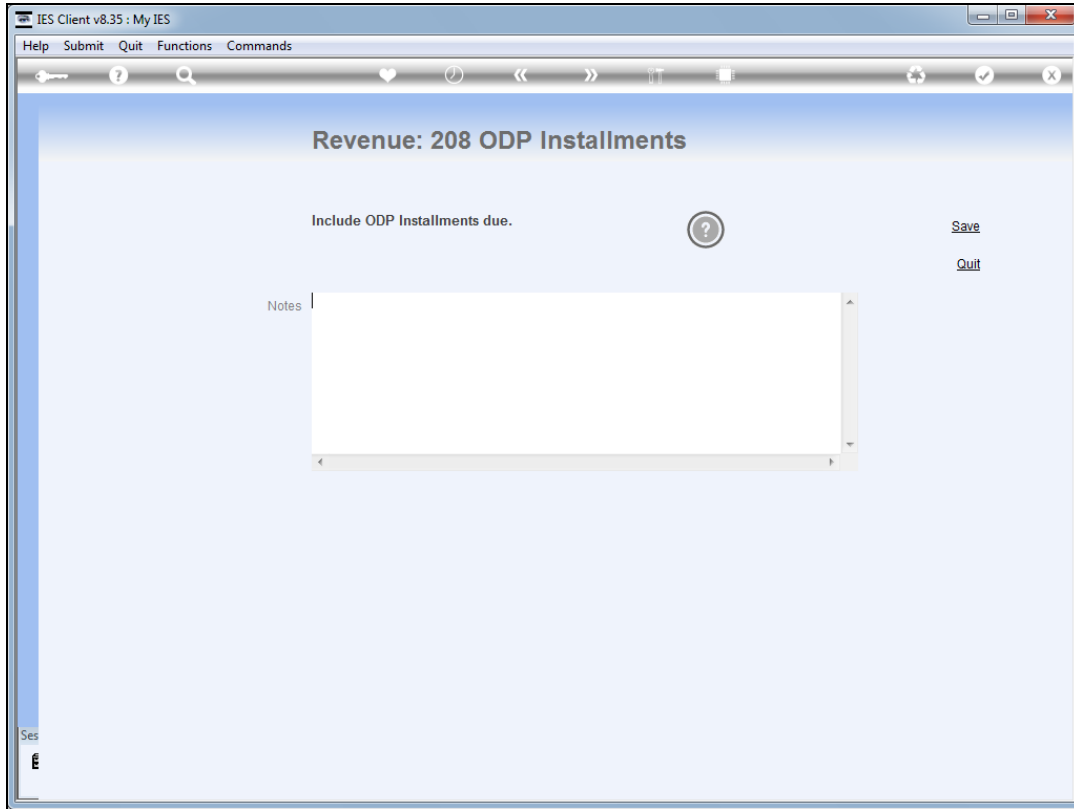 IES Client v8.35 : My IES
Help Submit Quit Functions Commands
Revenue: 208 ODP Installments
Include ODP Installments due.
?
Save
Quit
Notes
Ses